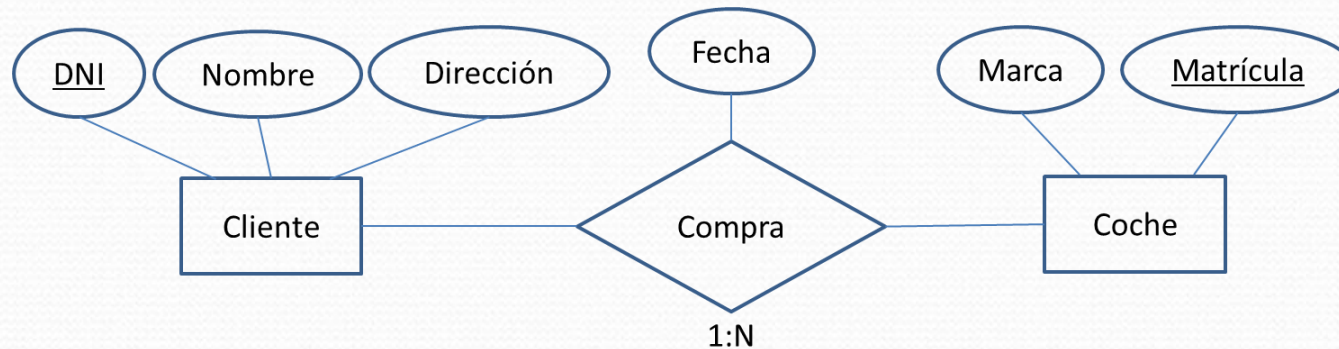 DNI
Nombre
Dirección
Fecha
Marca
Matrícula
Cliente
Compra
Coche
1:N